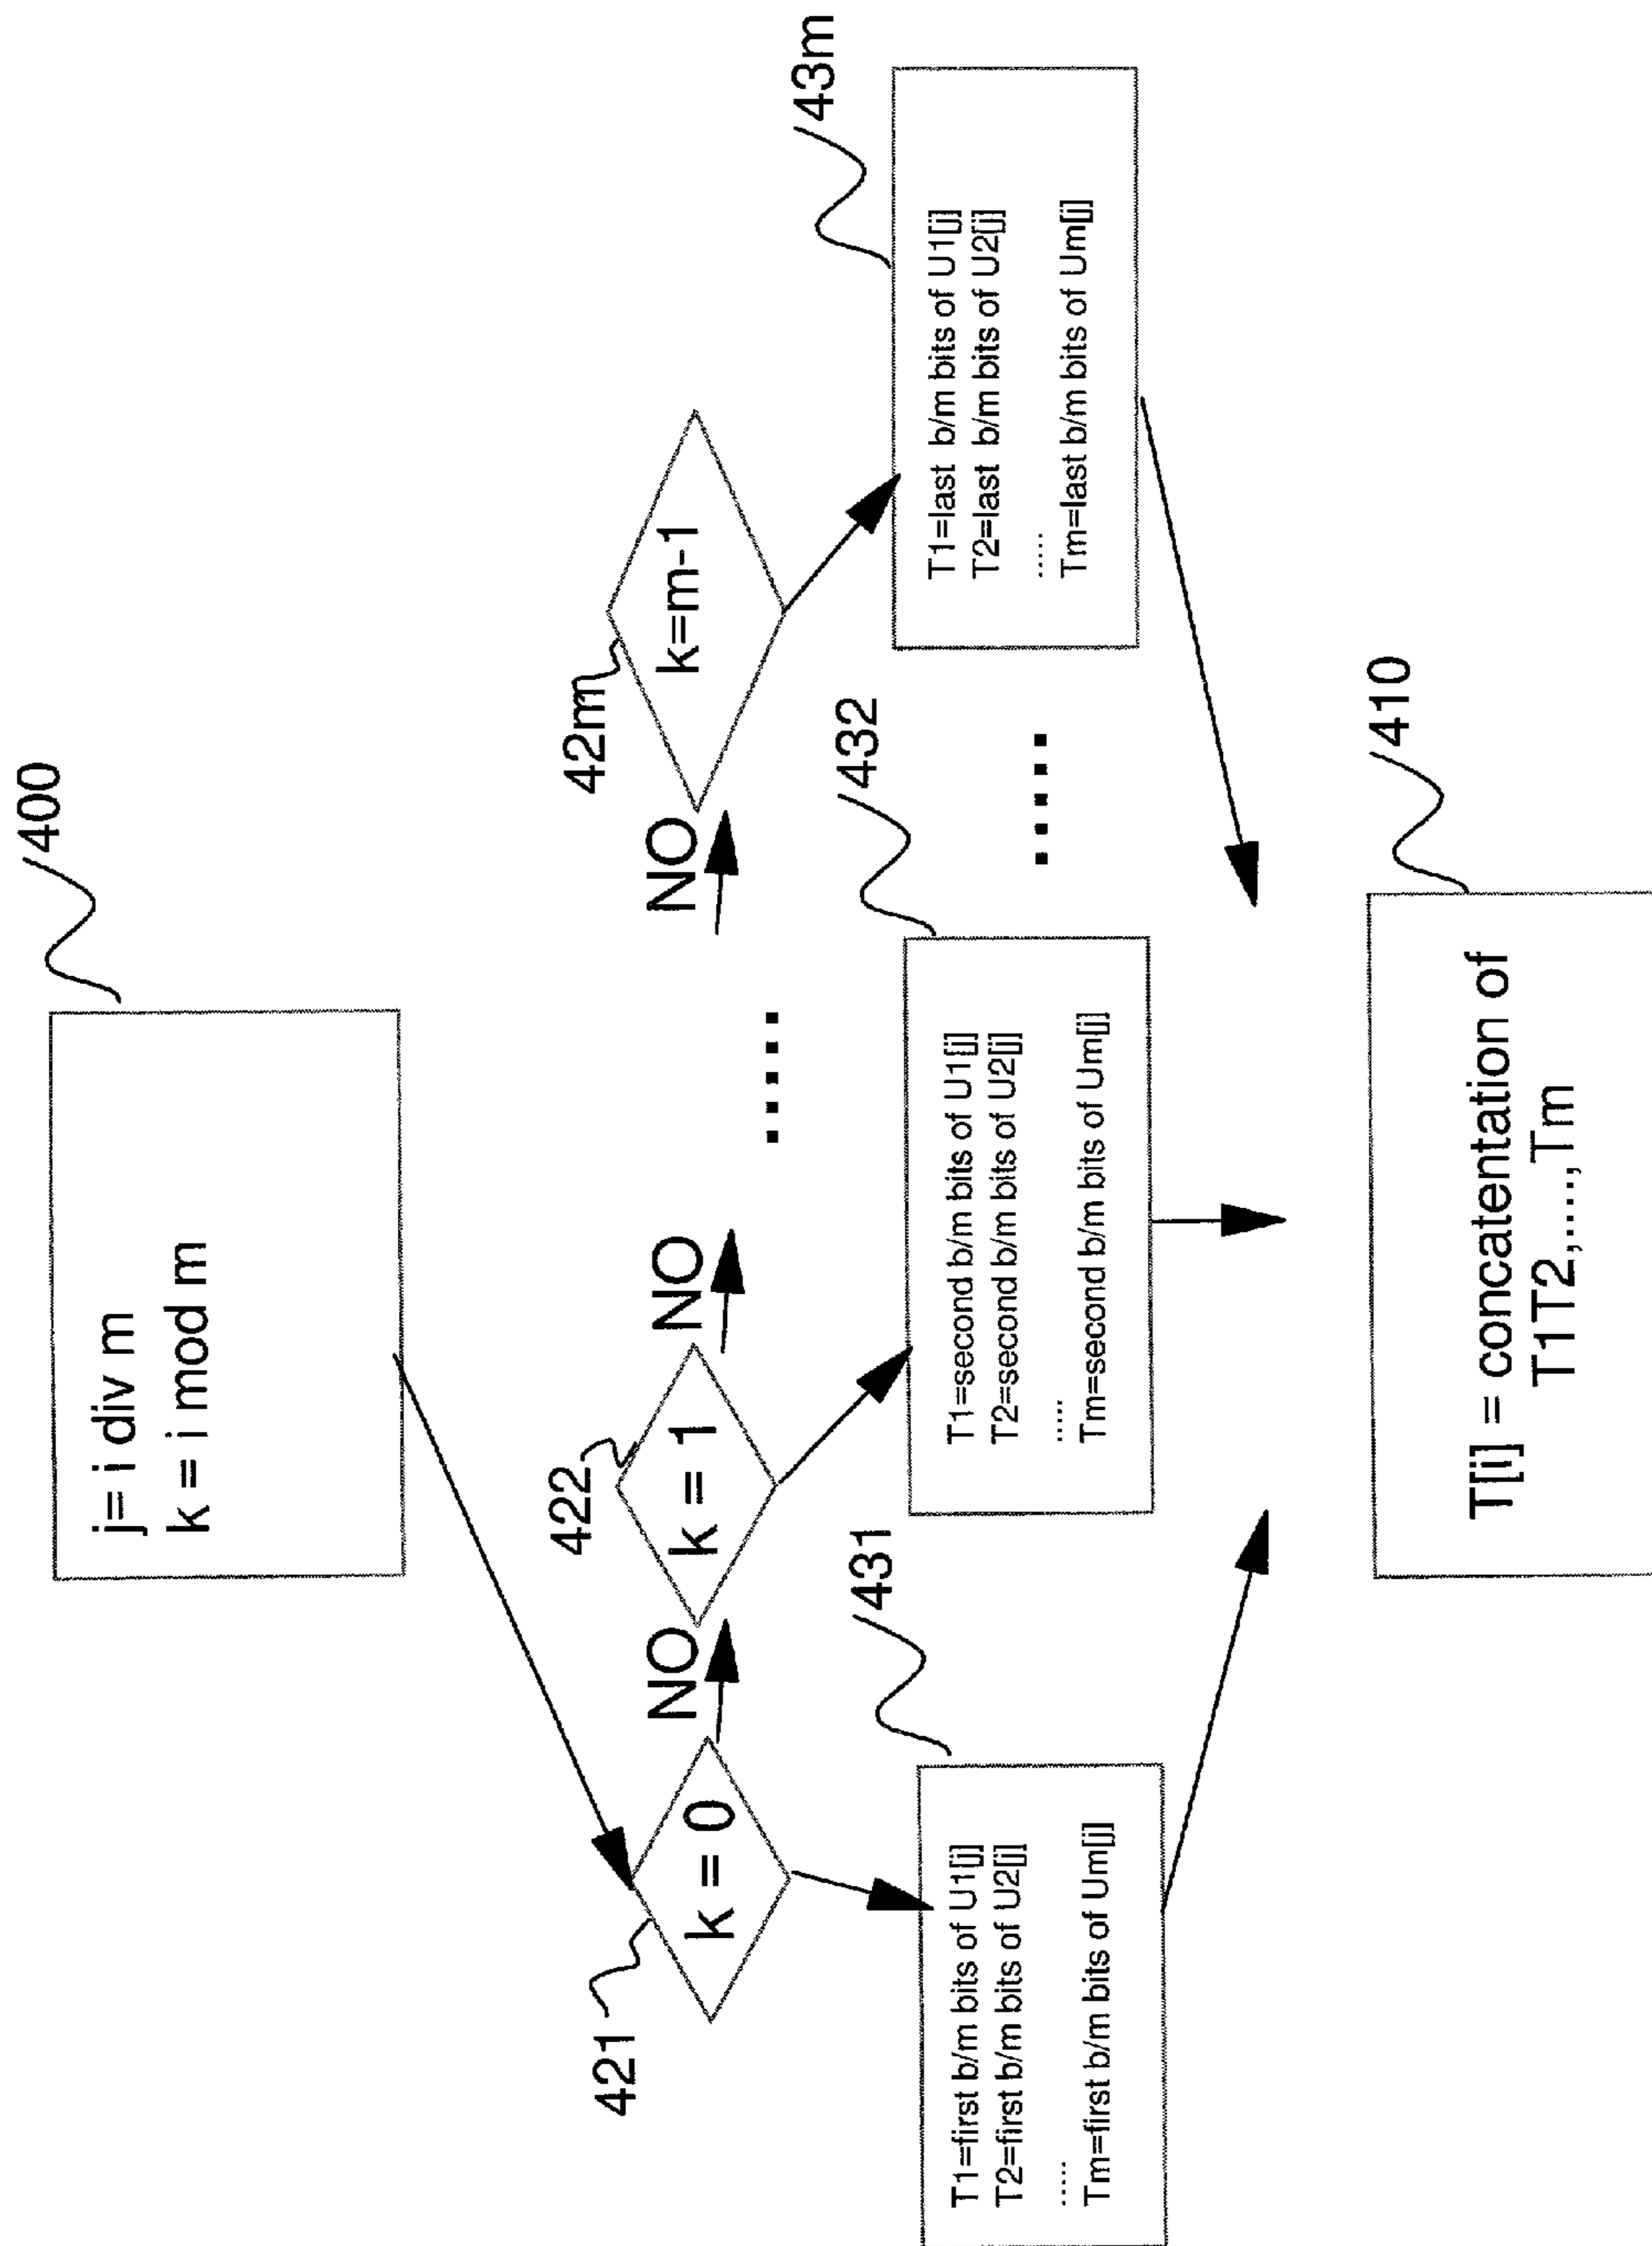 400
j= i div m
k = i mod m
421
k = 0
NO
422
k = 1
NO
.....
NO
42m
k=m-1
431
T1=first b/m bits of U1[j]
T2=first b/m bits of U2[j]
.....
Tm=first b/m bits of Um[j]
432
T1=second b/m bits of U1[j]
T2=second b/m bits of U2[j]
.....
Tm=second b/m bits of Um[j]
.....
43m
T1=last b/m bits of U1[j]
T2=last b/m bits of U2[j]
.....
Tm=last b/m bits of Um[j]
410
T[i] = concatentation of
T1T2,.....,Tm